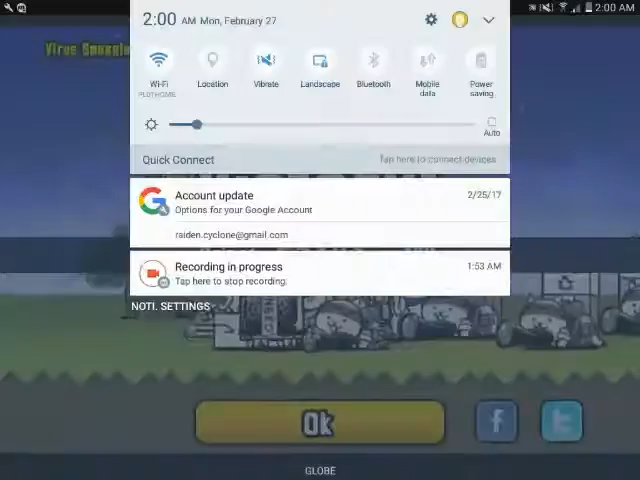 2:00 AM Mon, February 27
2:00 AM
Virus Smuggle
Wi-Fi
Location
Vibrate
Landscape
Bluetooth
Mobile data
Power saving
Auto
Quick Connect
Tap here to connect devices
Account update
2/25/17
Options for your Google Account
raiden.cyclone@gmail.com
Recording in progress
1:53 AM
Tap here to stop recording.
NOTI. SETTINGS
Ok
GLOBE